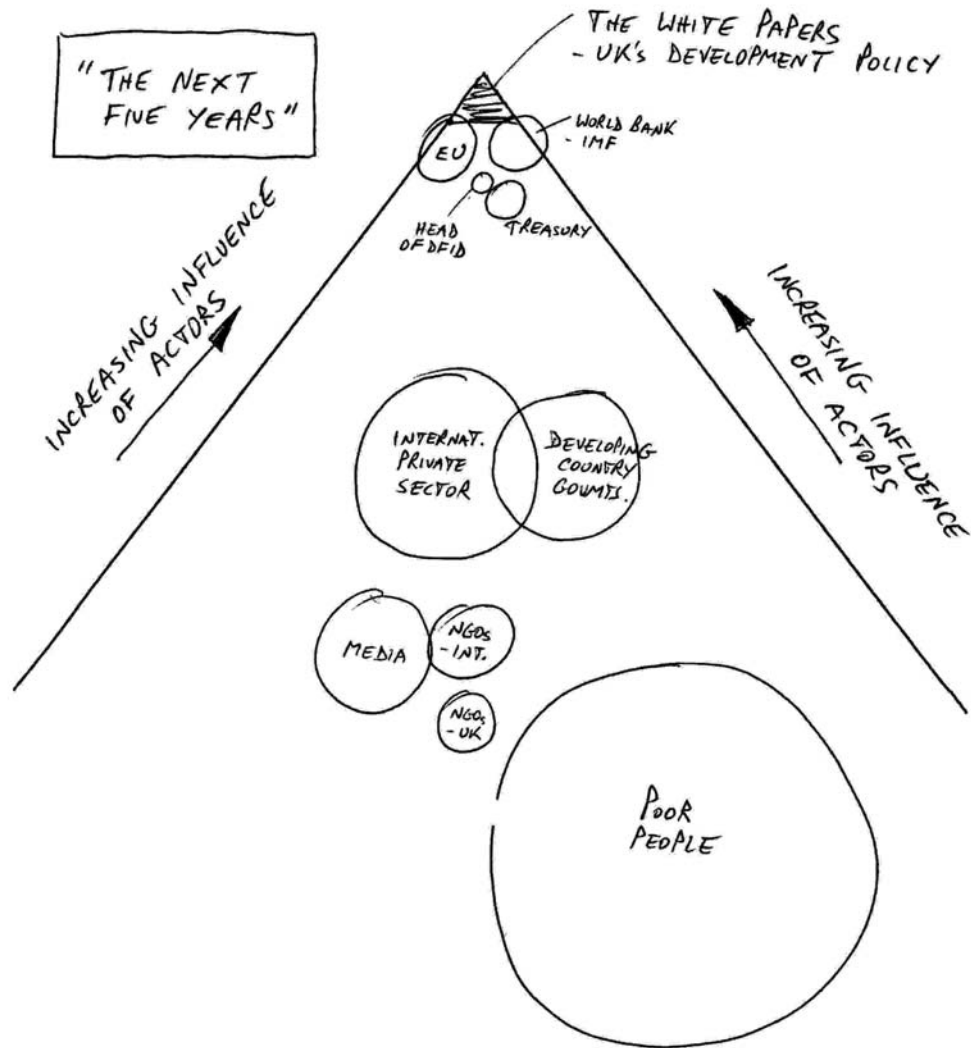 "THE NEXT
FIVE YEARS"
THE WHITE PAPERS
- UK'S DEVELOPMENT POLICY
EU
WORLD BANK
- IMF
HEAD
OF DFID
TREASURY
INCREASING INFLUENCE
OF ACTORS
INCREASING INFLUENCE
OF ACTORS
INTERNAT.
PRIVATE
SECTOR
DEVELOPING
COUNTRY
GOVMTS.
MEDIA
NGOs
- INT.
NGOs
- UK
POOR
PEOPLE